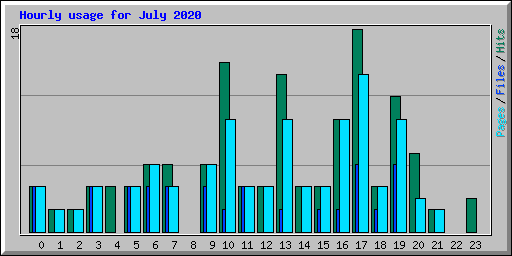 Hourly usage for July 2020
18
Pages / Files / Hits
0 1 2 3 4 5 6 7 8 9 10 11 12 13 14 15 16 17 18 19 20 21 22 23